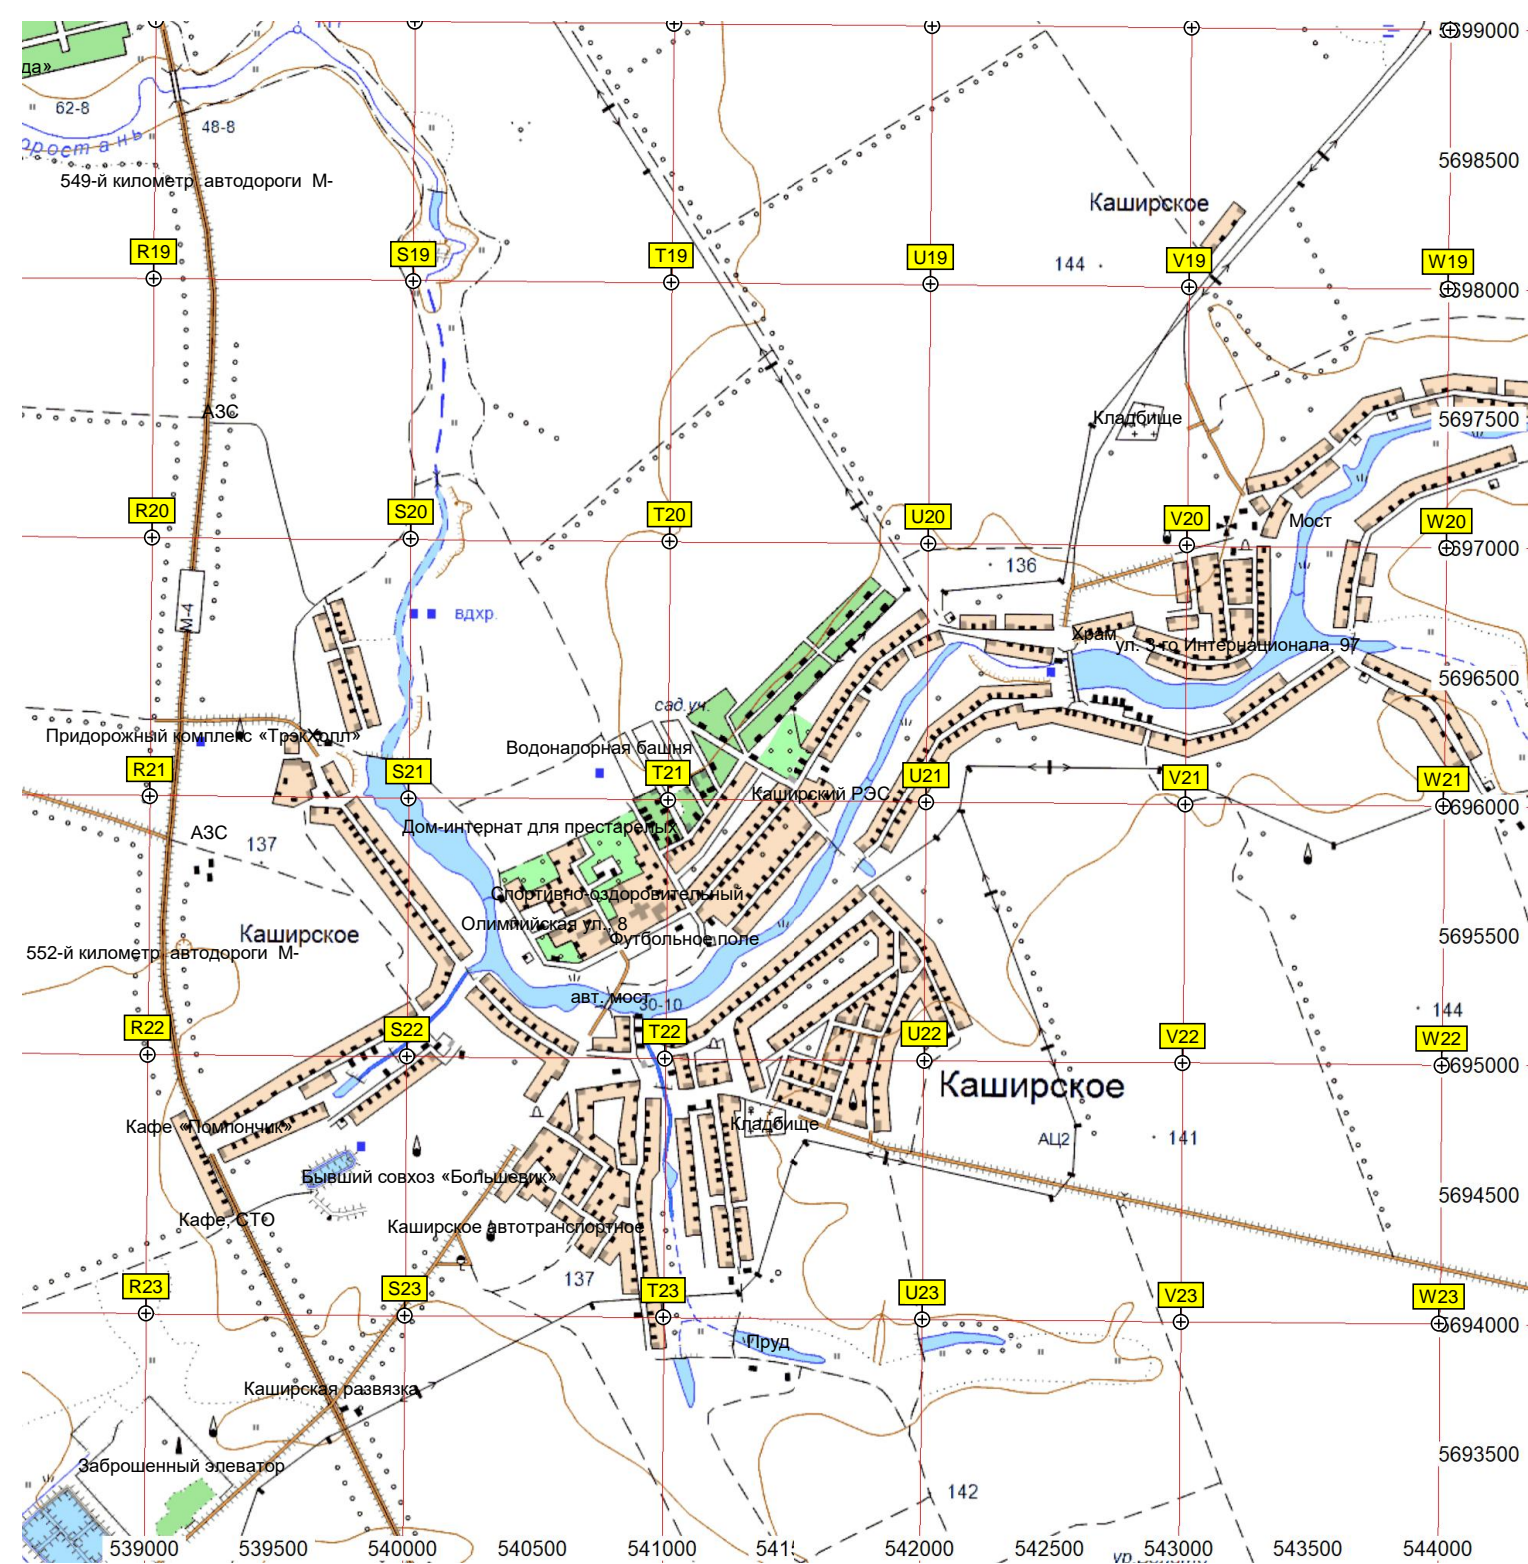 5699000
да»
62-8
48-8
5698500
549-й километр автодороги М-
Каширское
R19
S19
T19
U19
144
V19
W19
5698000
АЗС
Кладбище
5697500
R20
S20
T20
U20
V20
Мост
W20
5697000
136
М-4
вдхр.
Храм
ул. 3-го Интернационала, 97
5696500
сад.уч.
Придорожный комплекс «ТрэкХолл»
Водонапорная башня
R21
S21
T21
U21
V21
W21
Каширский РЭС
5696000
АЗС
Дом-интернат для престарелых
137
Спортивно-оздоровительный
Олимпийская ул., 8
Каширское
Футбольное поле
5695500
552-й километр автодороги М-
авт. мост
30-10
144
R22
S22
T22
U22
V22
W22
5695000
Каширское
Кафе «Помпончик»
Кладбище
АЦ2
141
Бывший совхоз «Большевик»
5694500
Кафе, СТО
Каширское автотранспортное
137
R23
S23
T23
U23
V23
W23
5694000
Пруд
Каширская развязка
5693500
Заброшенный элеватор
142
539000
539500
540000
540500
541000
542000
542500
543000
543500
544000